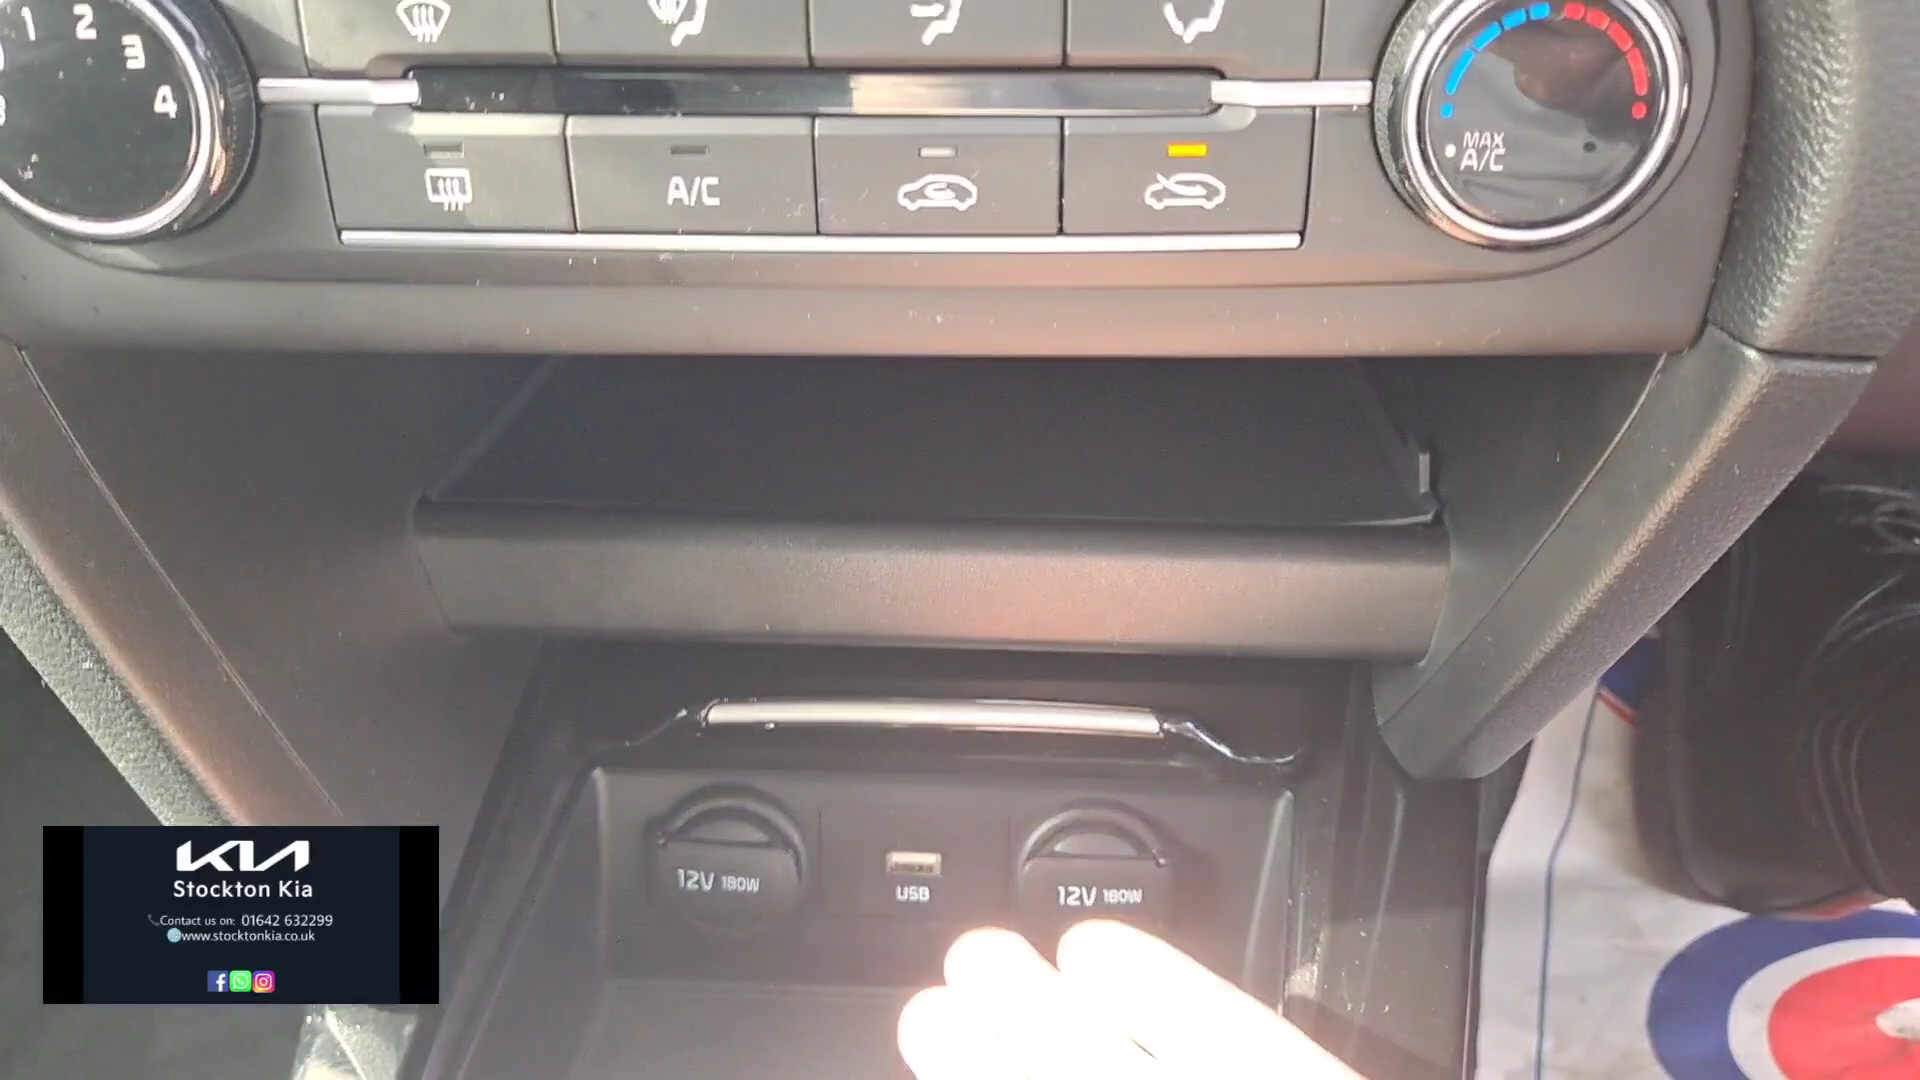 1 2 3 4
MAX
A/C
A/C
12V 180W
USB
12V 180W
KIA
Stockton Kia
Contact us on: 01642 632299
www.stocktonkia.co.uk